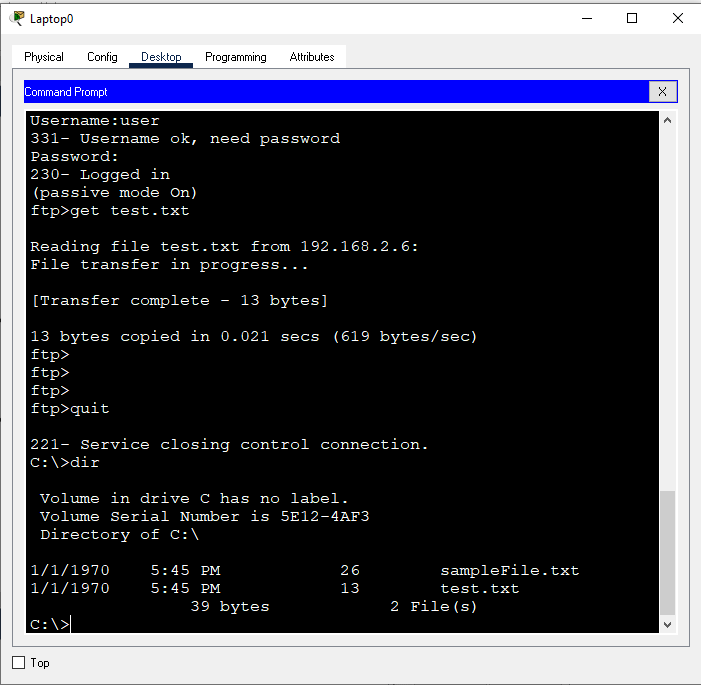 Laptop0
Physical Config Desktop Programming Attributes
Command Prompt X
Username:user
331- Username ok, need password
Password:
230- Logged in
(passive mode On)
ftp>get test.txt
Reading file test.txt from 192.168.2.6:
File transfer in progress...
[Transfer complete - 13 bytes]
13 bytes copied in 0.021 secs (619 bytes/sec)
ftp>
ftp>
ftp>
ftp>quit
221- Service closing control connection.
C:\>dir
Volume in drive C has no label.
Volume Serial Number is 5E12-4AF3
Directory of C:\
1/1/1970 5:45 PM 26 sampleFile.txt
1/1/1970 5:45 PM 13 test.txt
39 bytes 2 File(s)
C:\>
Top